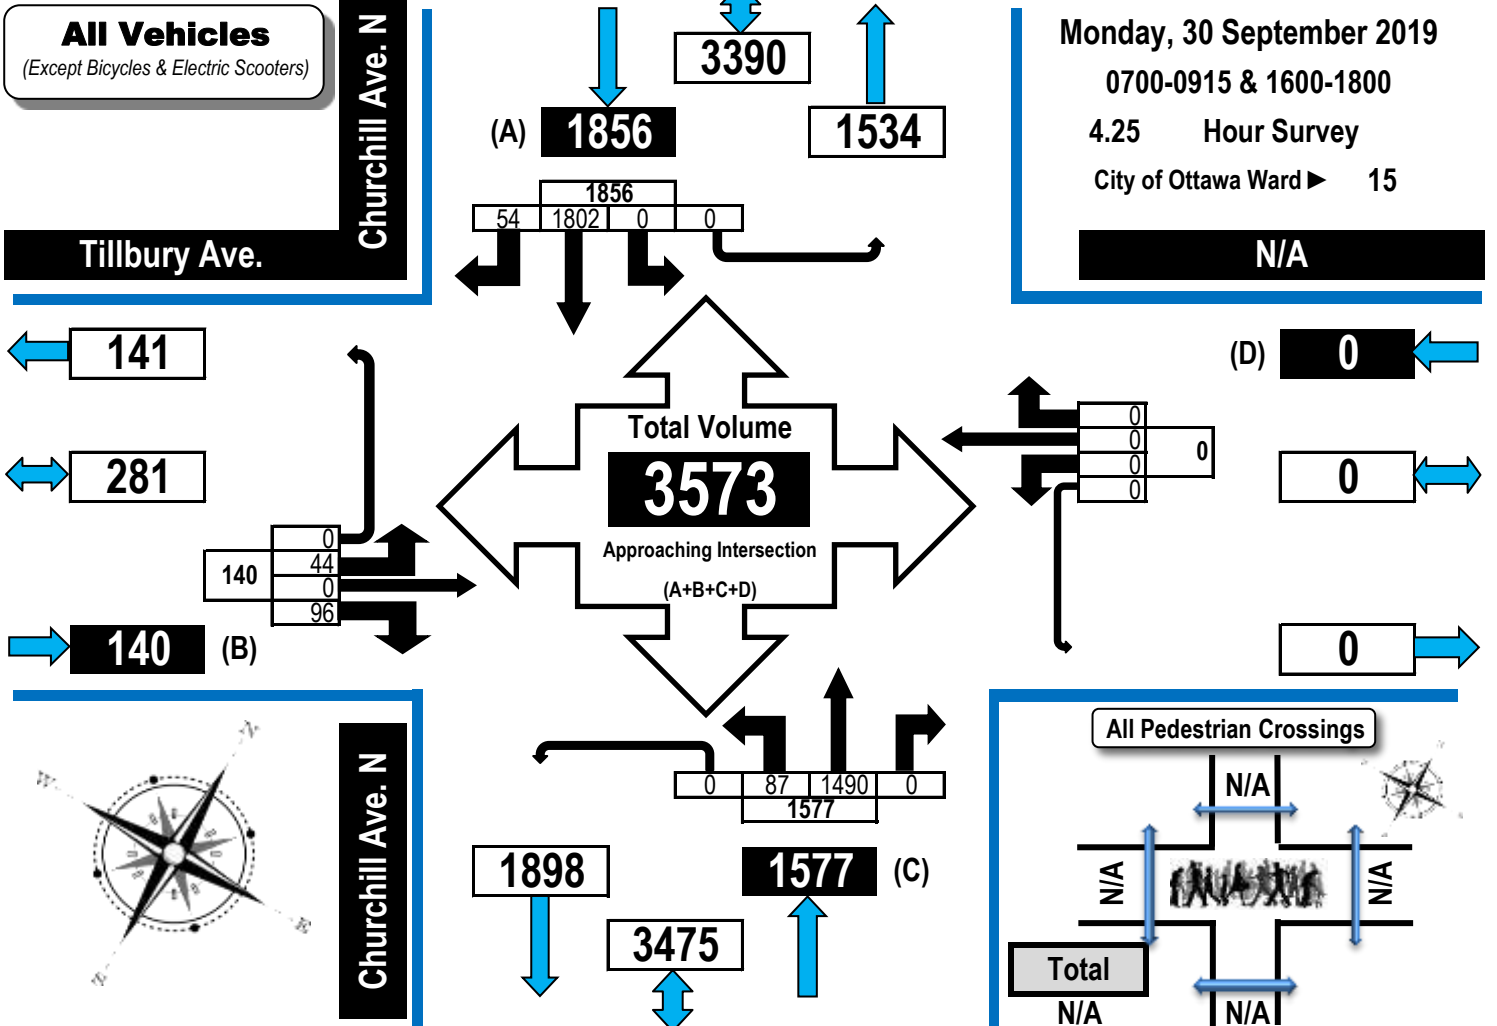 All Vehicles
(Except Bicycles & Electric Scooters)
Churchill Ave. N
Tillbury Ave.
3390
(A) 1856
1534
1856
54 1802 0 0
Monday, 30 September 2019
0700-0915 & 1600-1800
4.25 Hour Survey
City of Ottawa Ward ► 15
N/A
141
281
0
44
0
96
140
140 (B)
Total Volume
3573
Approaching Intersection
(A+B+C+D)
(D) 0
0
0
0
0
0
0
0
N
W
E
S
Churchill Ave. N
0 87 1490 0
1577
1898
1577 (C)
3475
All Pedestrian Crossings
N/A
N/A
N/A
Total
N/A
N/A